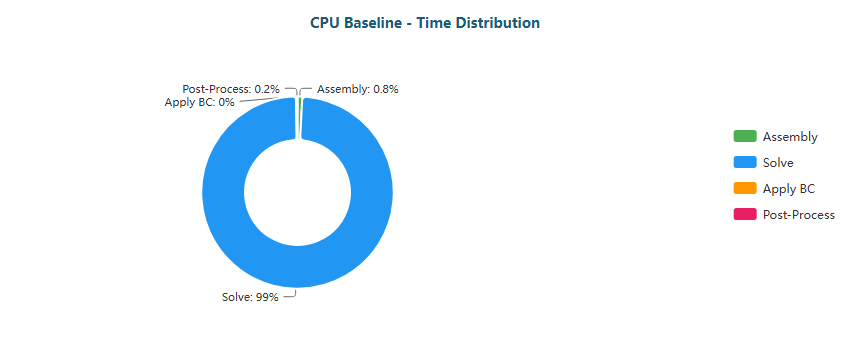 CPU Baseline - Time Distribution
Post-Process: 0.2%
Assembly: 0.8%
Apply BC: 0%
Solve: 99%
Assembly
Solve
Apply BC
Post-Process